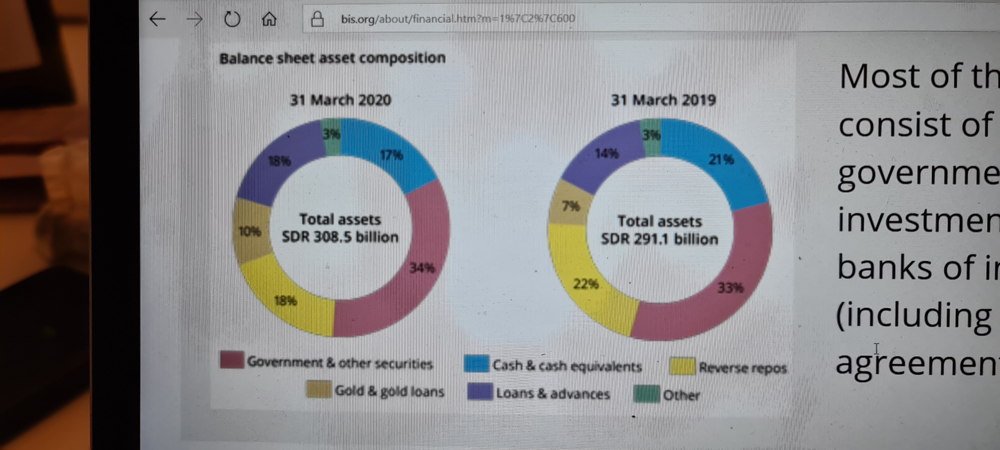 bis.org/about/financial.htm?m=1%7C2%7C600
Balance sheet asset composition
31 March 2020
3%
17%
18%
10%
18%
34%
Total assets
SDR 308.5 billion
31 March 2019
3%
21%
14%
7%
22%
33%
Total assets
SDR 291.1 billion
Government & other securities
Cash & cash equivalents
Reverse repos
Gold & gold loans
Loans & advances
Other
Most of th
consist of
governme
investmen
banks of in
(including
agreement